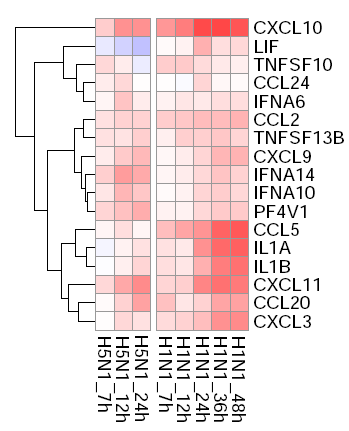 CXCL10
LIF
TNFSF10
CCL24
IFNA6
CCL2
TNFSF13B
CXCL9
IFNA14
IFNA10
PF4V1
CCL5
IL1A
IL1B
CXCL11
CCL20
CXCL3
H5N1_7h
H5N1_12h
H5N1_24h
H1N1_7h
H1N1_12h
H1N1_24h
H1N1_36h
H1N1_48h